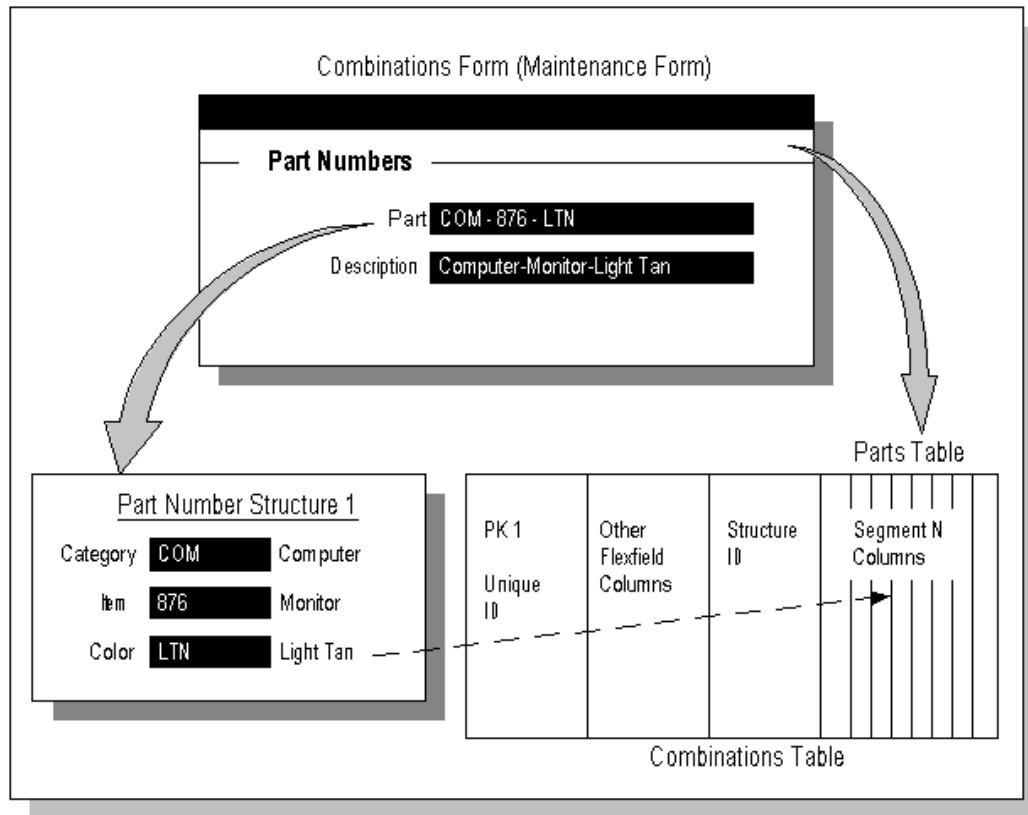 Combinations Form (Maintenance Form)
Part Numbers
Part COM - 876 - LTN
Description Computer-Monitor-Light Tan
Parts Table
Part Number Structure 1
Category COM Computer
Item 876 Monitor
Color LTN Light Tan
PK 1
Unique
ID
Other
Flexfield
Columns
Structure
ID
Segment N
Columns
Combinations Table